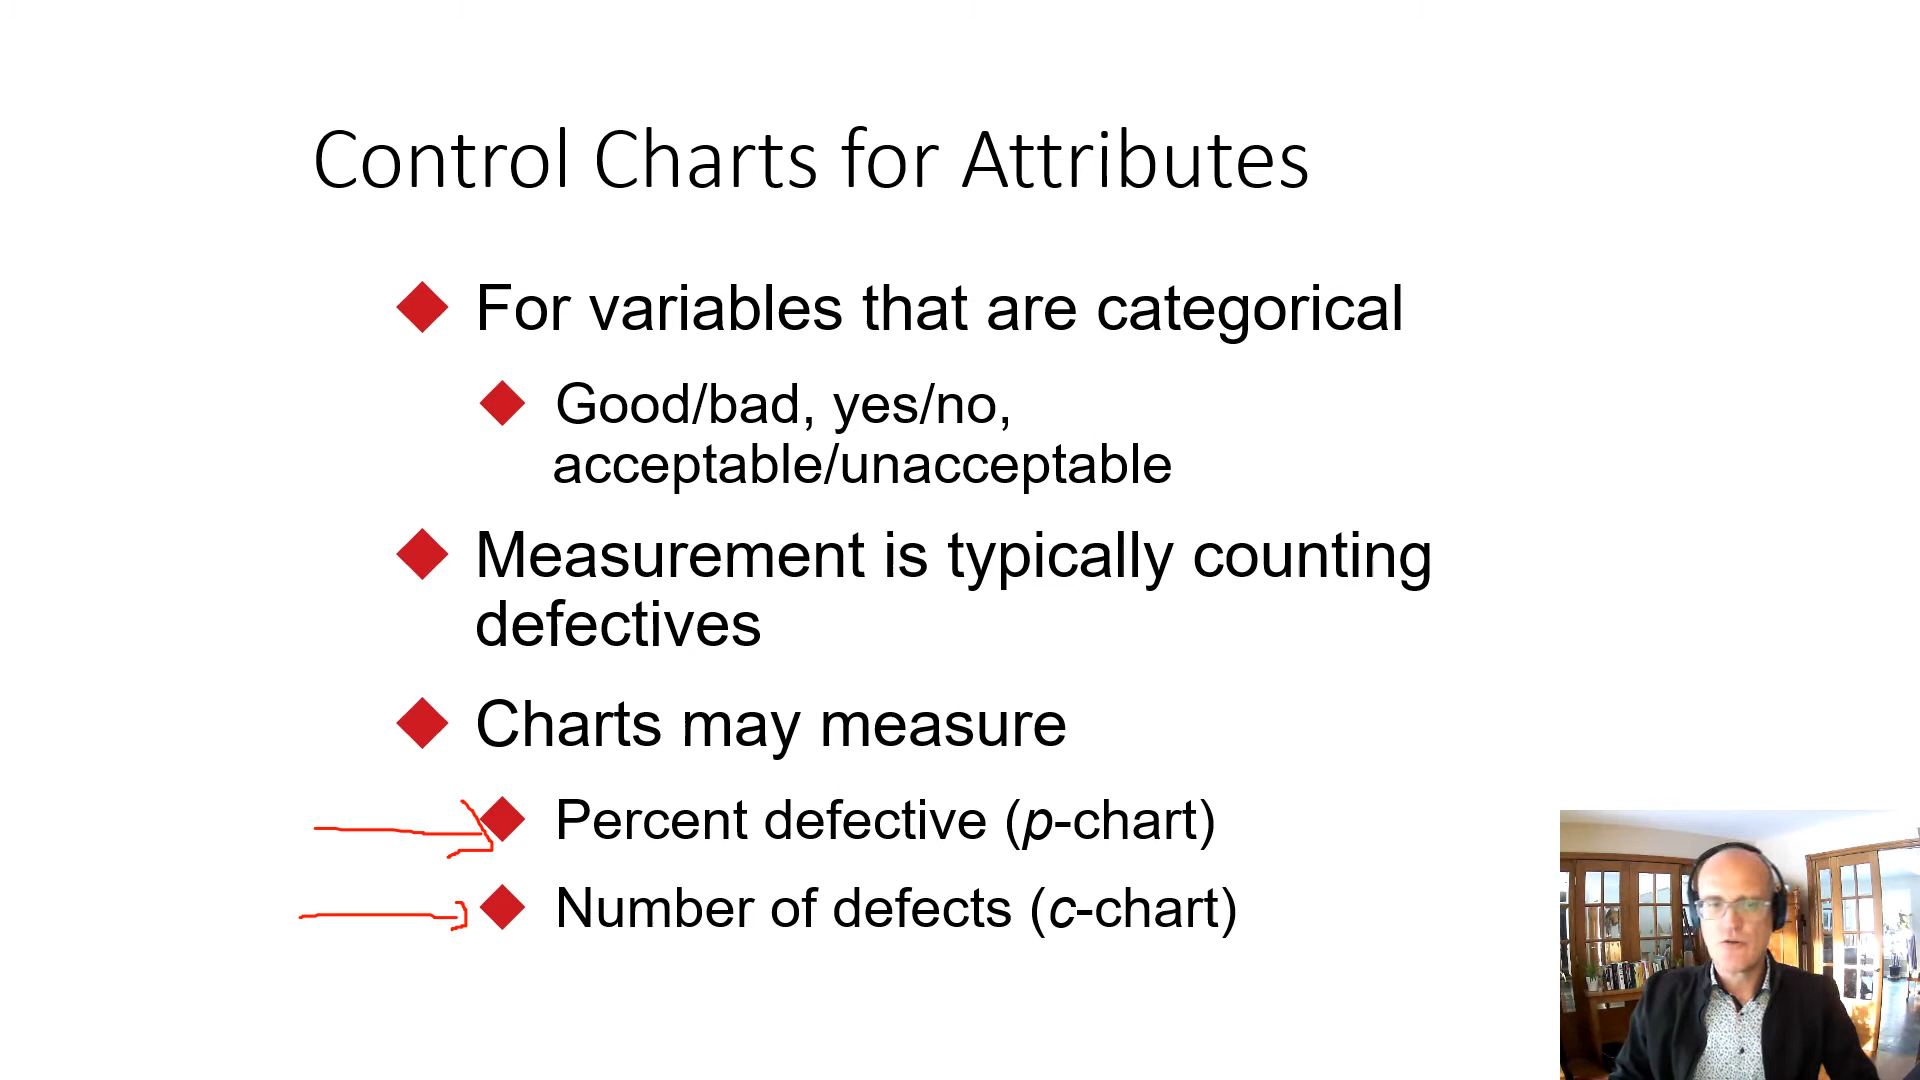 Control Charts for Attributes
For variables that are categorical
Good/bad, yes/no,
acceptable/unacceptable
Measurement is typically counting
defectives
Charts may measure
Percent defective (p-chart)
Number of defects (c-chart)